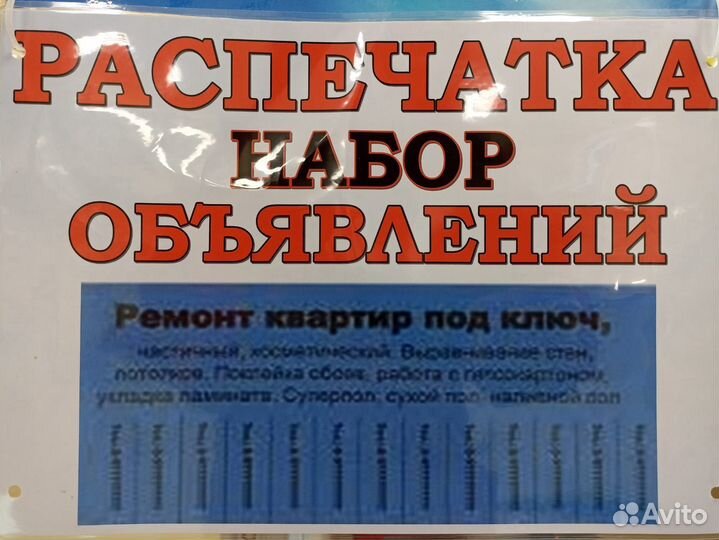 РАСПЕЧАТКА
НАБОР
ОБЪЯВЛЕНИЙ
Ремонт квартир под ключ,
частичный, косметический. Выравнивание стен,
потолков. Поклейка обоев, работа с гипсокартоном,
укладка ламината. Суперпол, сухой пол, наливной пол
Avito